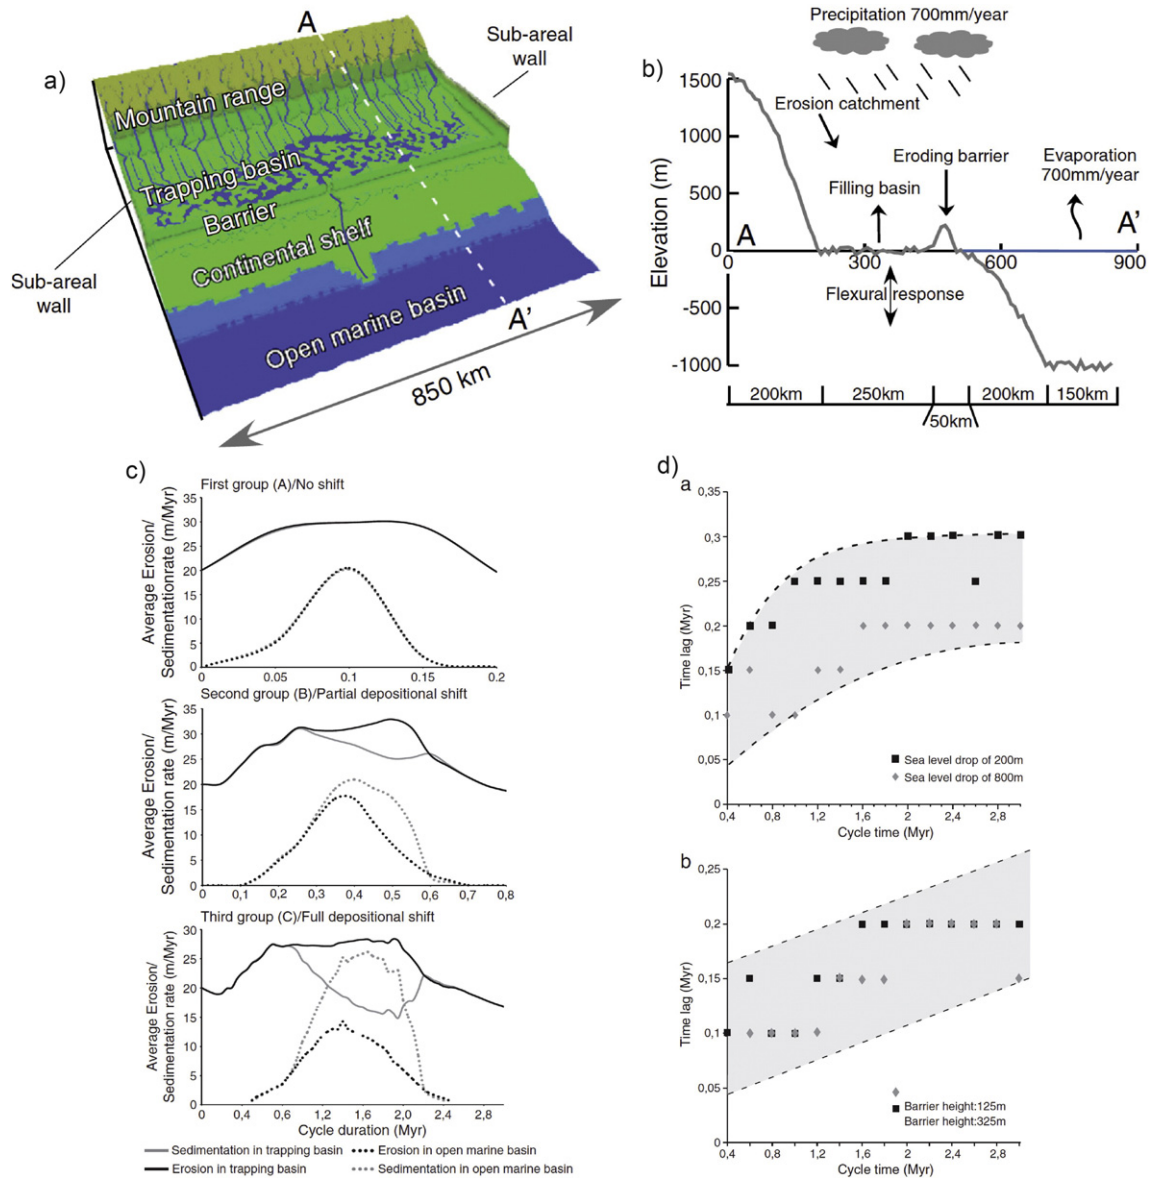 a)
A
Sub-areal
wall
Mountain range
Trapping basin
Barrier
Continental shelf
Open marine basin
Sub-areal
wall
A'
850 km
b)
Precipitation 700mm/year
Erosion catchment
Eroding barrier
Evaporation
700mm/year
Filling basin
Flexural response
A
A'
Elevation (m)
1500
1000
500
0
-500
-1000
0
300
600
900
200km
250km
50km
200km
150km
c)
First group (A)/No shift
Average Erosion/
Sedimentationrate (m/Myr)
35
30
25
20
15
10
5
0
0
0.05
0.1
0.15
0.2
Second group (B)/Partial depositional shift
Average Erosion/
Sedimentation rate (m/Myr)
35
30
25
20
15
10
5
0
0
0,1
0,2
0,3
0,4
0,5
0,6
0,7
0,8
Third group (C)/Full depositional shift
Average Erosion/
Sedimentation rate (m/Myr)
30
25
20
15
10
5
0
0
0,4
0,6
1,2
1,6
2,0
2,4
2,8
Cycle duration (Myr)
Sedimentation in trapping basin
Erosion in open marine basin
Erosion in trapping basin
Sedimentation in open marine basin
d)
a
0,35
0,3
0,25
0,2
0,15
0,1
0,05
0
Time lag (Myr)
Sea level drop of 200m
Sea level drop of 800m
0,4
0,8
1,2
1,6
2
2,4
2,8
Cycle time (Myr)
b
0,25
0,2
0,15
0,1
0,05
0
Time lag (Myr)
Barrier height:125m
Barrier height:325m
0,4
0,8
1,2
1,6
2
2,4
2,8
Cycle time (Myr)